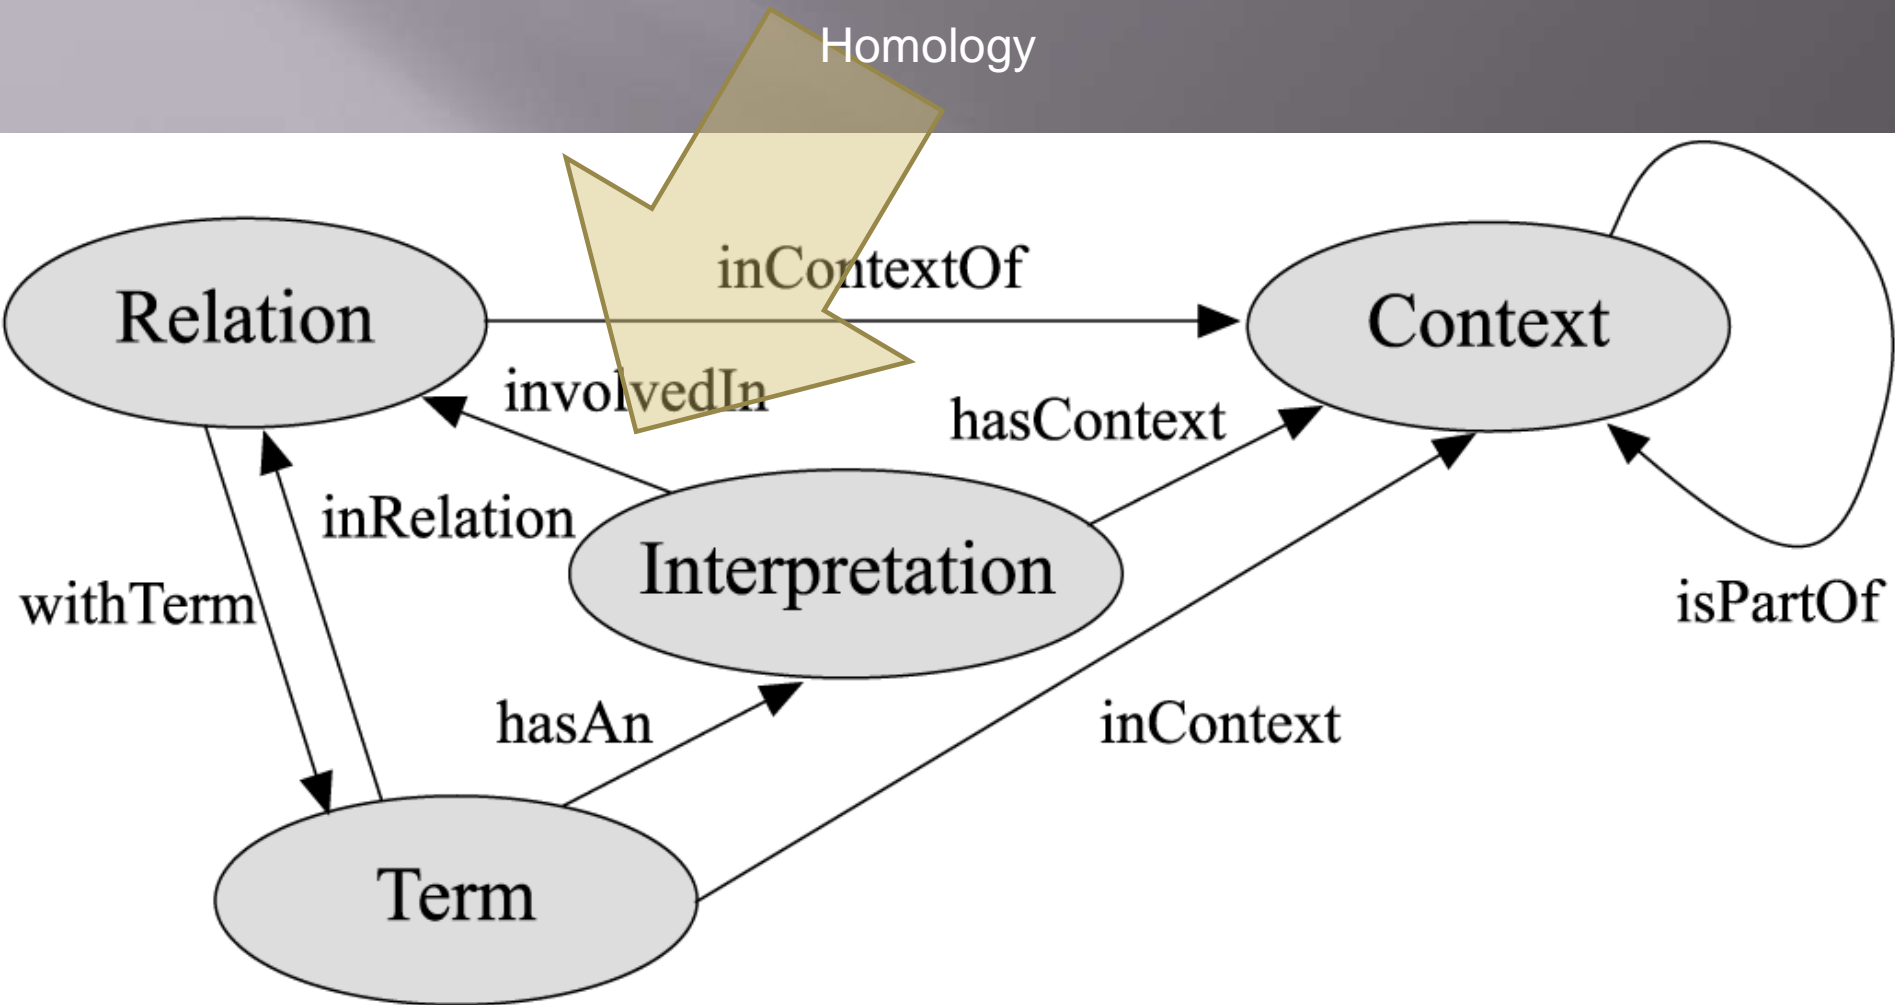 Homology
inContextOf
Relation
Context
involvedIn
hasContext
inRelation
Interpretation
withTerm
isPartOf
hasAn
inContext
Term